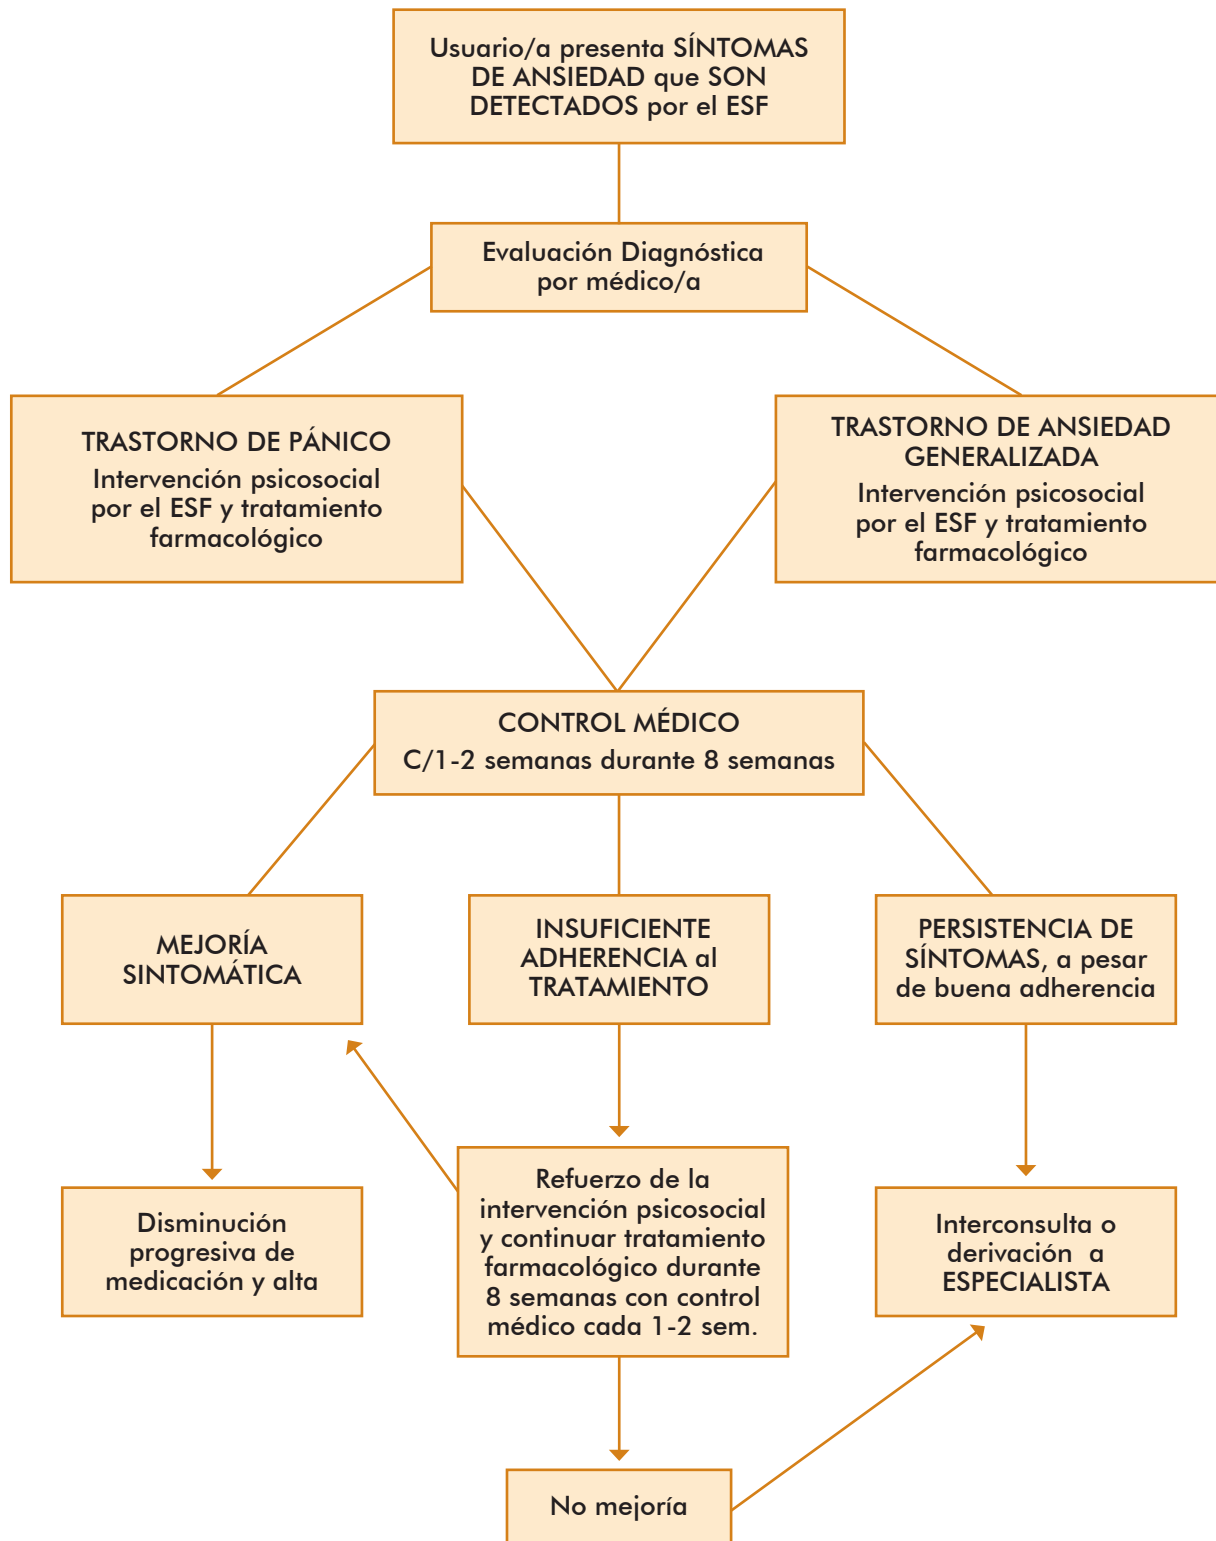 Usuario/a presenta SÍNTOMAS
DE ANSIEDAD que SON
DETECTADOS por el ESF
Evaluación Diagnóstica
por médico/a
TRASTORNO DE PÁNICO
Intervención psicosocial
por el ESF y tratamiento
farmacológico
TRASTORNO DE ANSIEDAD
GENERALIZADA
Intervención psicosocial
por el ESF y tratamiento
farmacológico
CONTROL MÉDICO
C/1-2 semanas durante 8 semanas
MEJORÍA
SINTOMÁTICA
INSUFICIENTE
ADHERENCIA al
TRATAMIENTO
PERSISTENCIA DE
SÍNTOMAS, a pesar
de buena adherencia
Disminución
progresiva de
medicación y alta
Refuerzo de la
intervención psicosocial
y continuar tratamiento
farmacológico durante
8 semanas con control
médico cada 1-2 sem.
Interconsulta o
derivación a
ESPECIALISTA
No mejoría